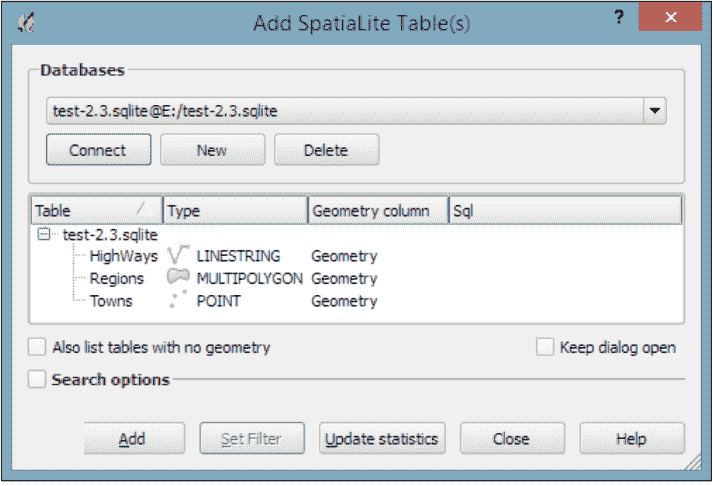 Add SpatiaLite Table(s) ?
Databases
test-2.3.sqlite@E:/test-2.3.sqlite
Connect New Delete
Table Type Geometry column Sql
test-2.3.sqlite
HighWays LINESTRING Geometry
Regions MULTIPOLYGON Geometry
Towns POINT Geometry
Also list tables with no geometry Keep dialog open
Search options
Add Set Filter Update statistics Close Help